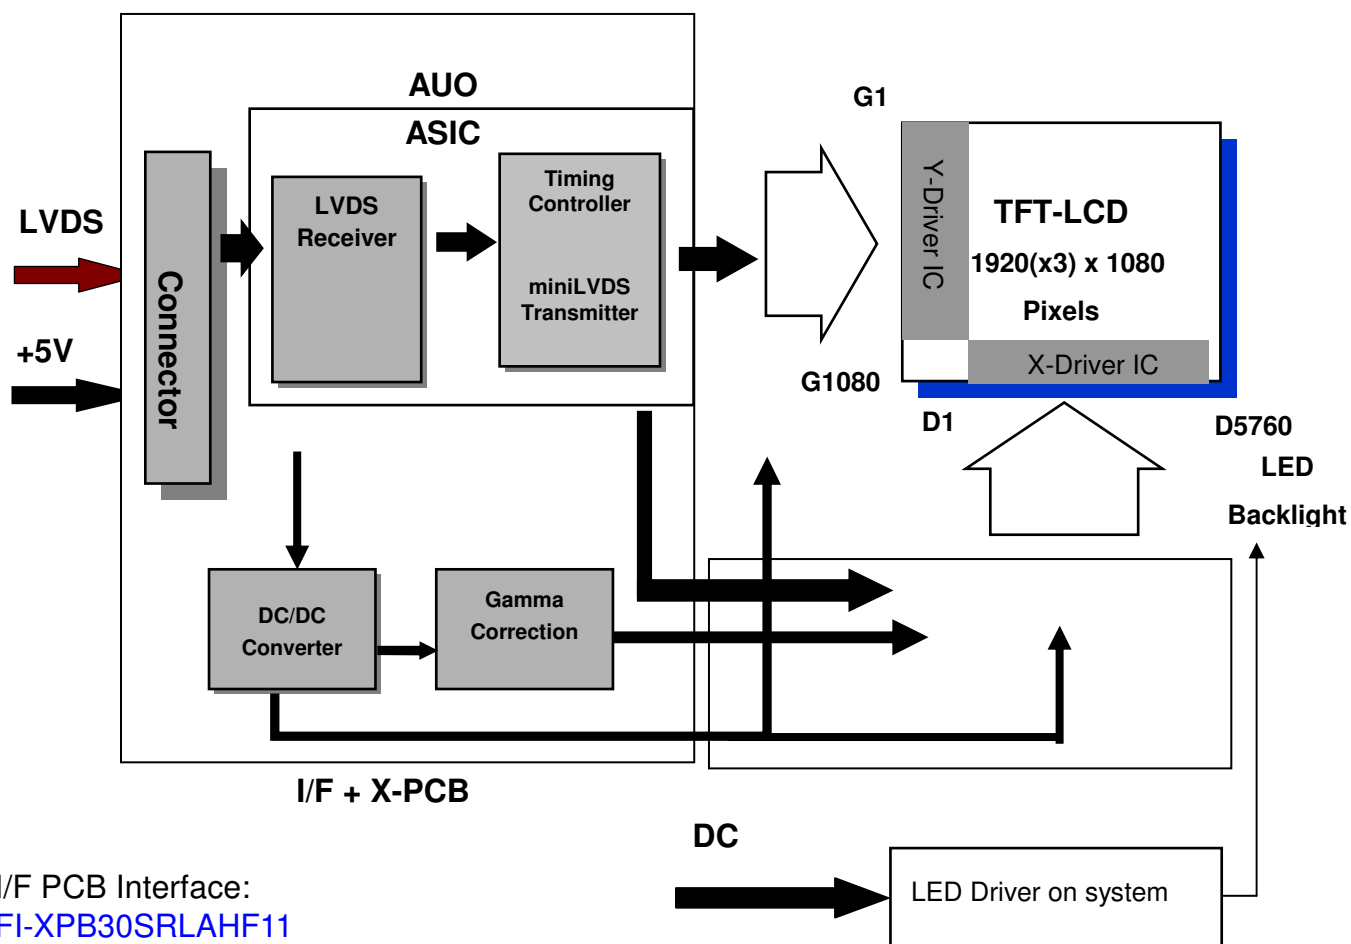 AUO
ASIC
G1
LVDS
+5V
Connector
LVDS
Receiver
Timing
Controller
miniLVDS
Transmitter
Y-Driver IC
TFT-LCD
1920(x3) x 1080
Pixels
X-Driver IC
G1080
D1
D5760
LED
Backlight
DC/DC
Converter
Gamma
Correction
I/F + X-PCB
DC
LED Driver on system
I/F PCB Interface:
FI-XPB30SRLAHF11